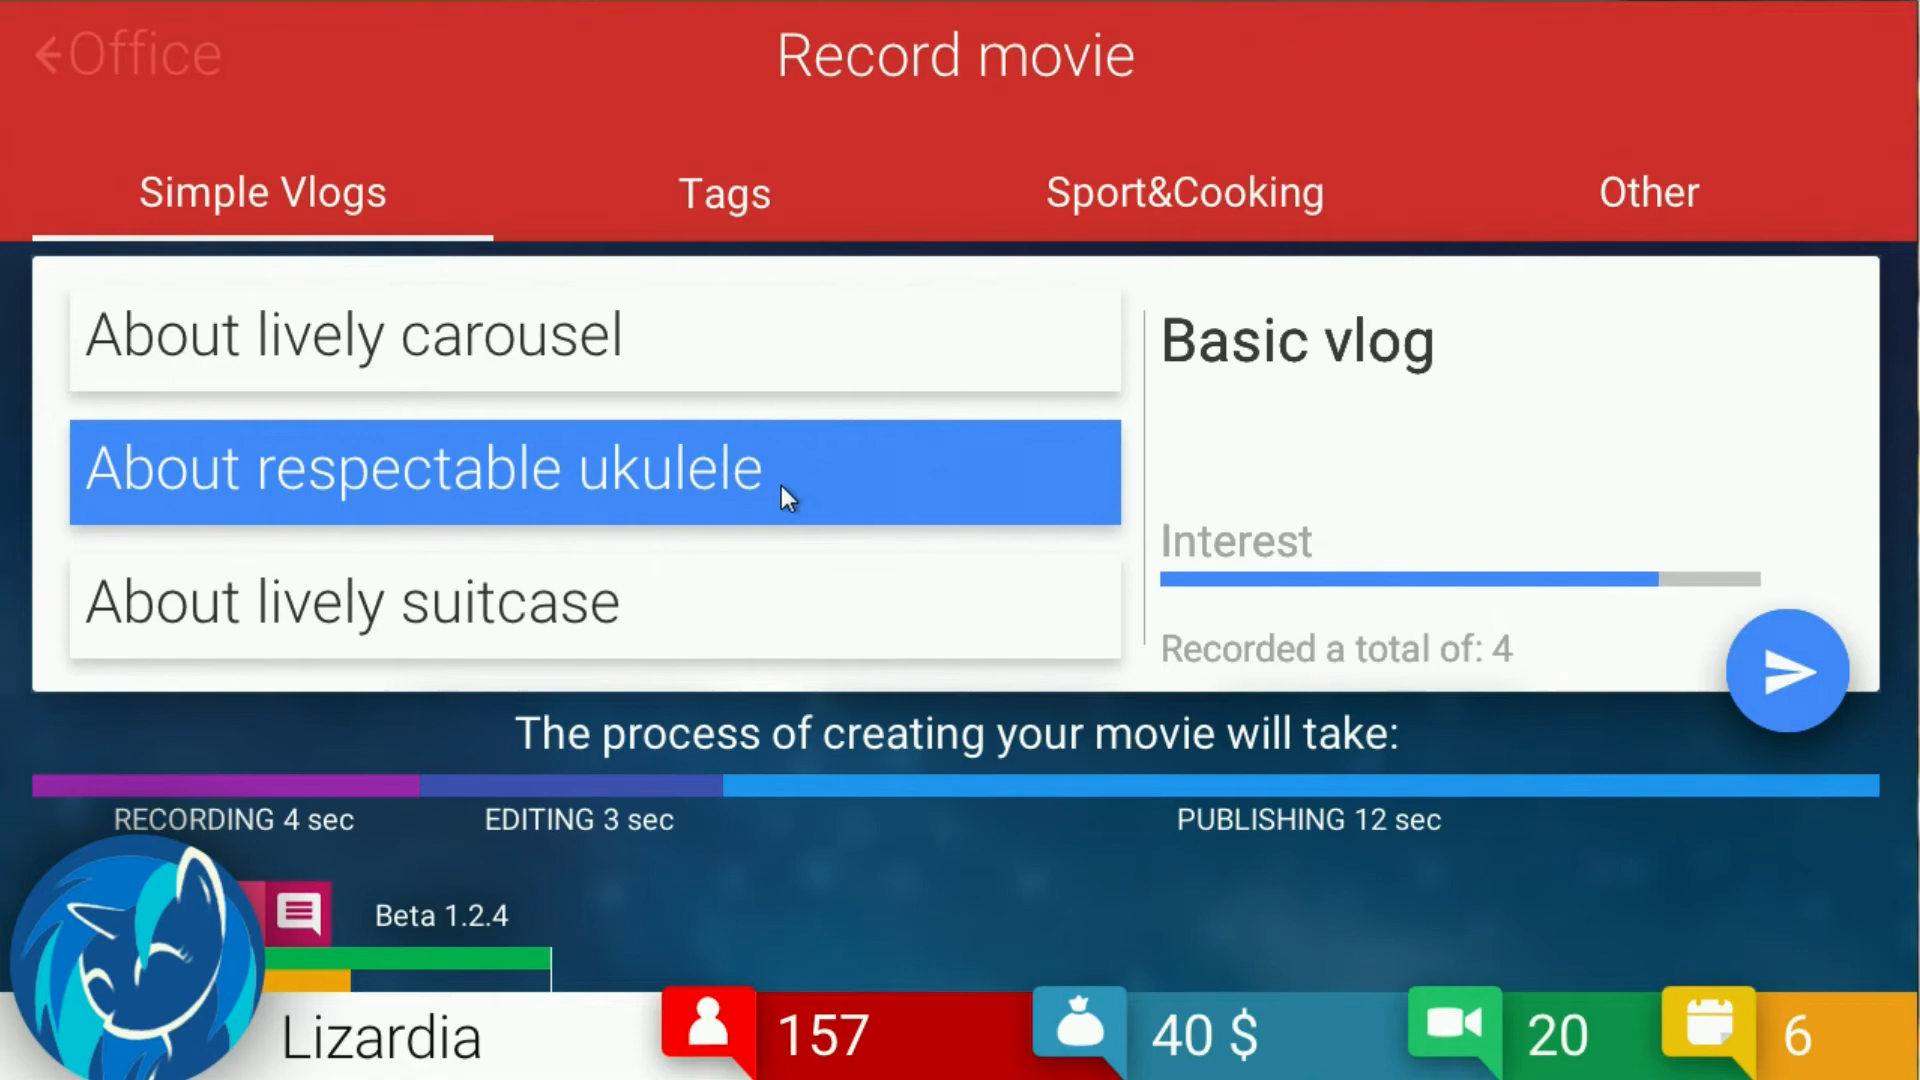 Office
Record movie
Simple Vlogs
Tags
Sport&Cooking
Other
About lively carousel
About respectable ukulele
About lively suitcase
Basic vlog
Interest
Recorded a total of: 4
The process of creating your movie will take:
RECORDING 4 sec
EDITING 3 sec
PUBLISHING 12 sec
Beta 1.2.4
Lizardia
157
40 $
20
6